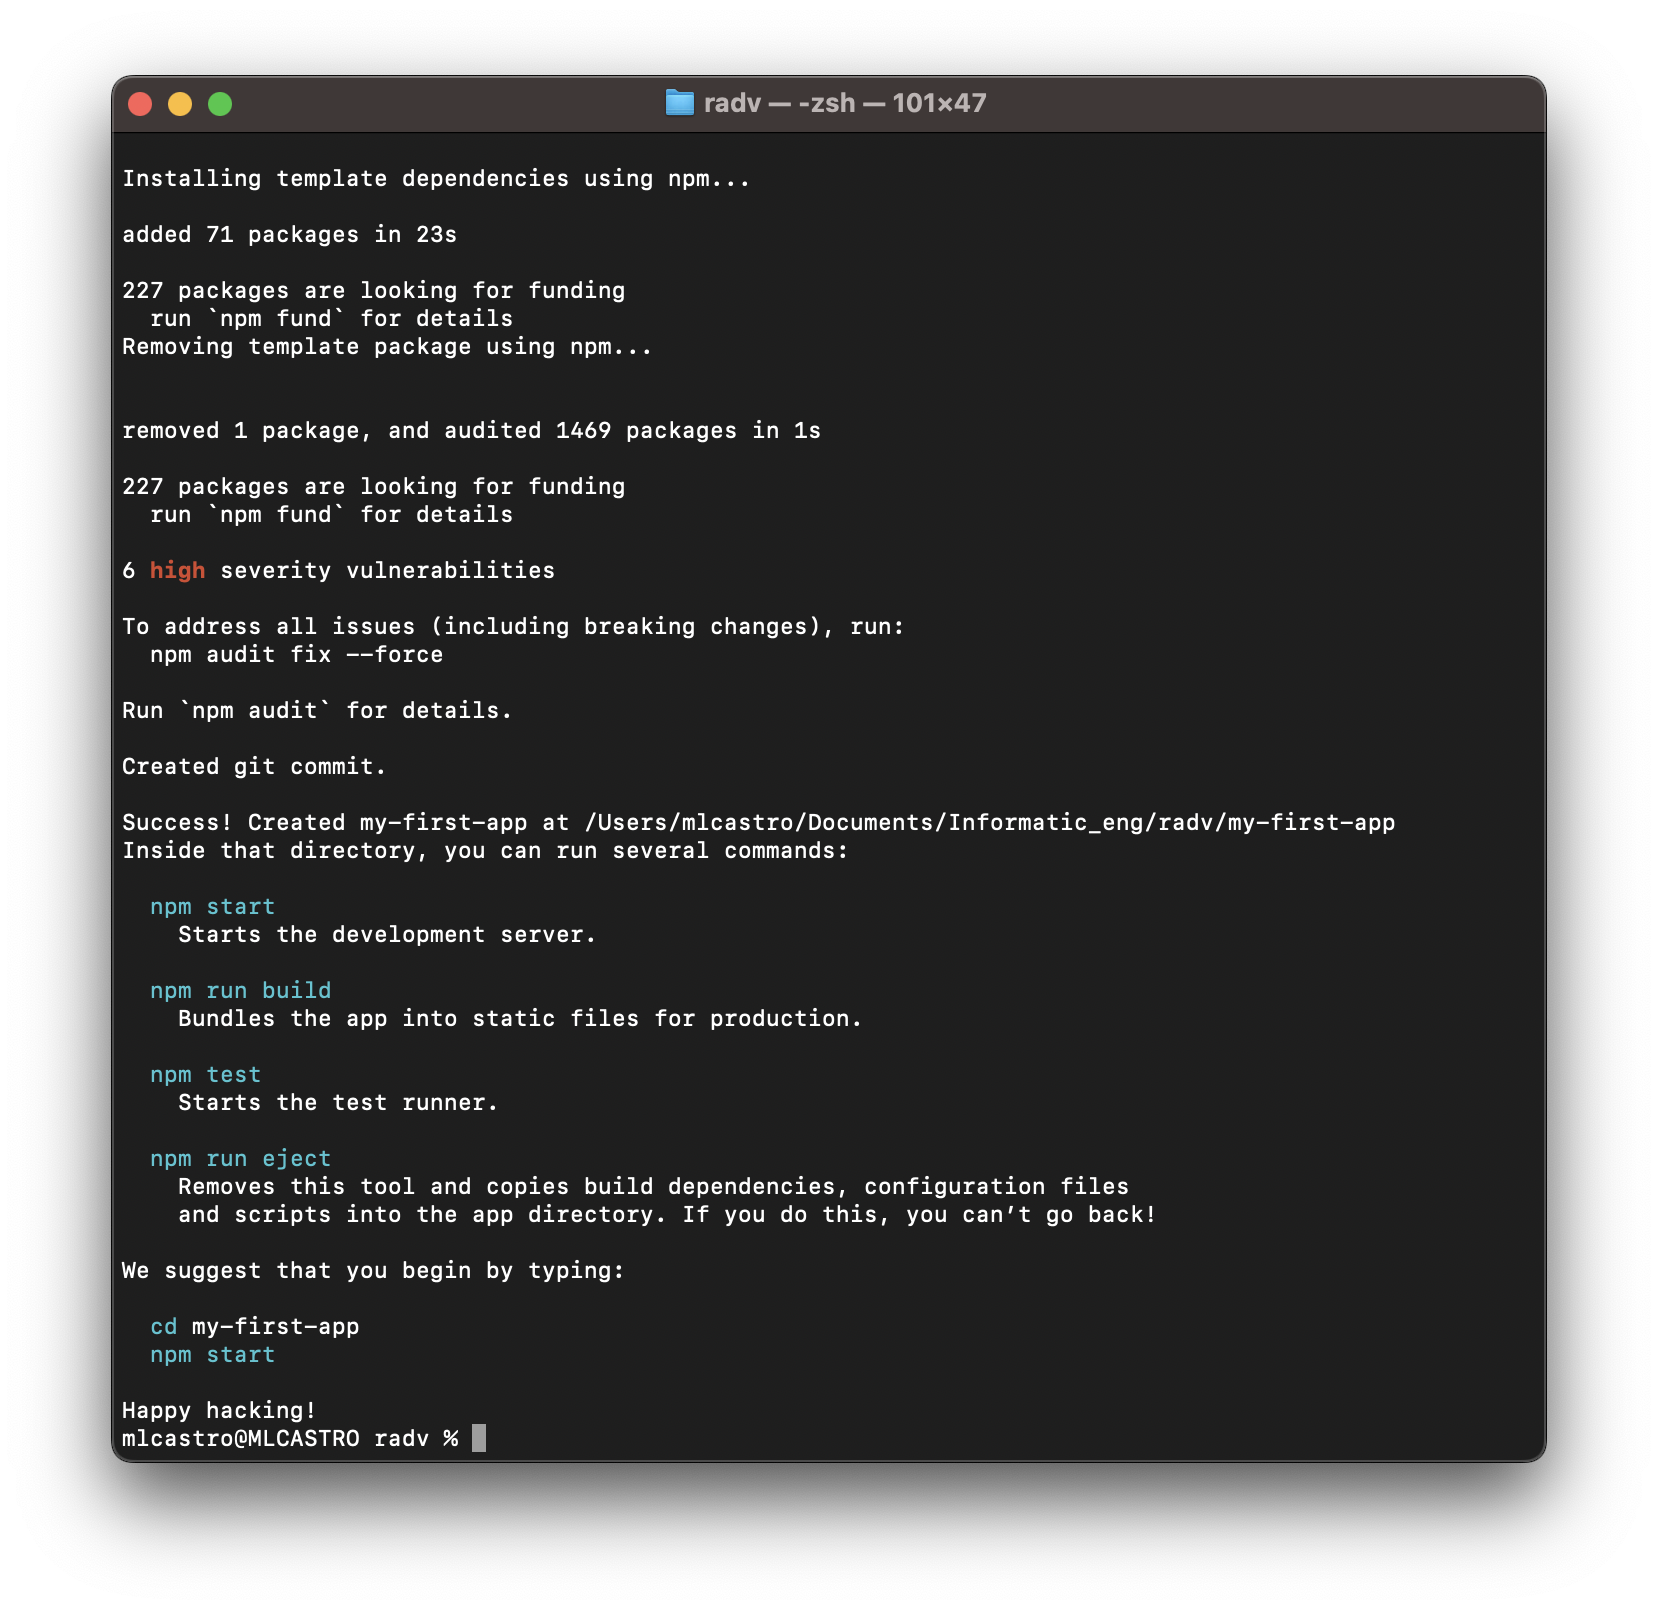 radv — -zsh — 101×47
Installing template dependencies using npm...
added 71 packages in 23s
227 packages are looking for funding
  run `npm fund` for details
Removing template package using npm...
removed 1 package, and audited 1469 packages in 1s
227 packages are looking for funding
  run `npm fund` for details
6 high severity vulnerabilities
To address all issues (including breaking changes), run:
  npm audit fix --force
Run `npm audit` for details.
Created git commit.
Success! Created my-first-app at /Users/mlcastro/Documents/Informatic_eng/radv/my-first-app
Inside that directory, you can run several commands:
  npm start
    Starts the development server.
  npm run build
    Bundles the app into static files for production.
  npm test
    Starts the test runner.
  npm run eject
    Removes this tool and copies build dependencies, configuration files
    and scripts into the app directory. If you do this, you can’t go back!
We suggest that you begin by typing:
  cd my-first-app
  npm start
Happy hacking!
mlcastro@MLCASTRO radv %